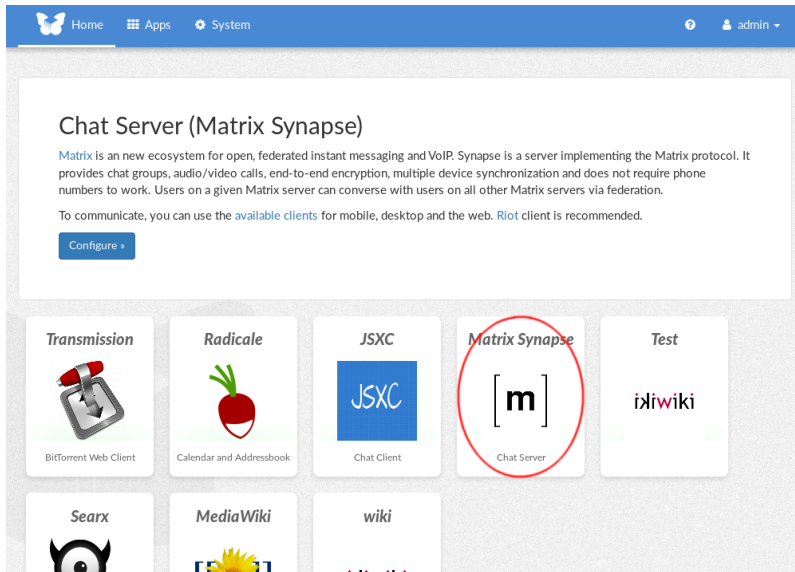 Home Apps System admin
Chat Server (Matrix Synapse)
Matrix is an new ecosystem for open, federated instant messaging and VoIP. Synapse is a server implementing the Matrix protocol. It
provides chat groups, audio/video calls, end-to-end encryption, multiple device synchronization and does not require phone
numbers to work. Users on a given Matrix server can converse with users on all other Matrix servers via federation.
To communicate, you can use the available clients for mobile, desktop and the web. Riot client is recommended.
Configure »
Transmission Radicale JSXC Matrix Synapse Test
JSXC [m] ikiwiki
BitTorrent Web Client Calendar and Addressbook Chat Client Chat Server
Searx MediaWiki wiki